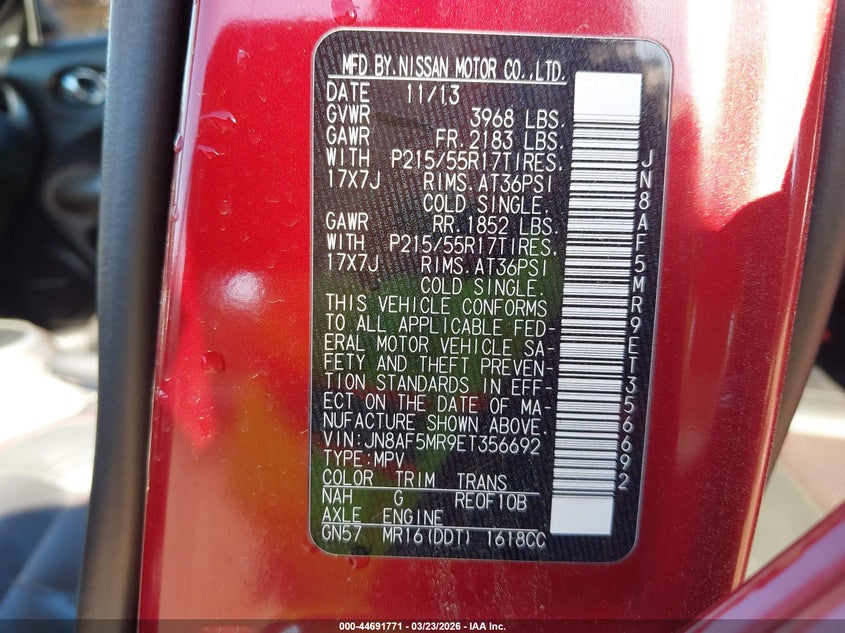 MFD BY.NISSAN MOTOR CO.,LTD.
DATE 11/13
GVWR 3968 LBS.
GAWR FR.2183 LBS.
WITH P215/55R17TIRES,
17X7J RIMS.AT36PSI
COLD SINGLE.
GAWR RR.1852 LBS.
WITH P215/55R17TIRES,
17X7J RIMS.AT36PSI
COLD SINGLE.
THIS VEHICLE CONFORMS
TO ALL APPLICABLE FED-
ERAL MOTOR VEHICLE SA-
FETY AND THEFT PREVEN-
TION STANDARDS IN EFF-
ECT ON THE DATE OF MA-
NUFACTURE SHOWN ABOVE.
VIN:JN8AF5MR9ET356692
TYPE:MPV
COLOR TRIM TRANS
NAH G RE0F10B
AXLE ENGINE
GN57 MR16(DDT) 1618CC
JN8AF5MR9ET356692
000-44691771 - 03/23/2026 - IAA Inc.